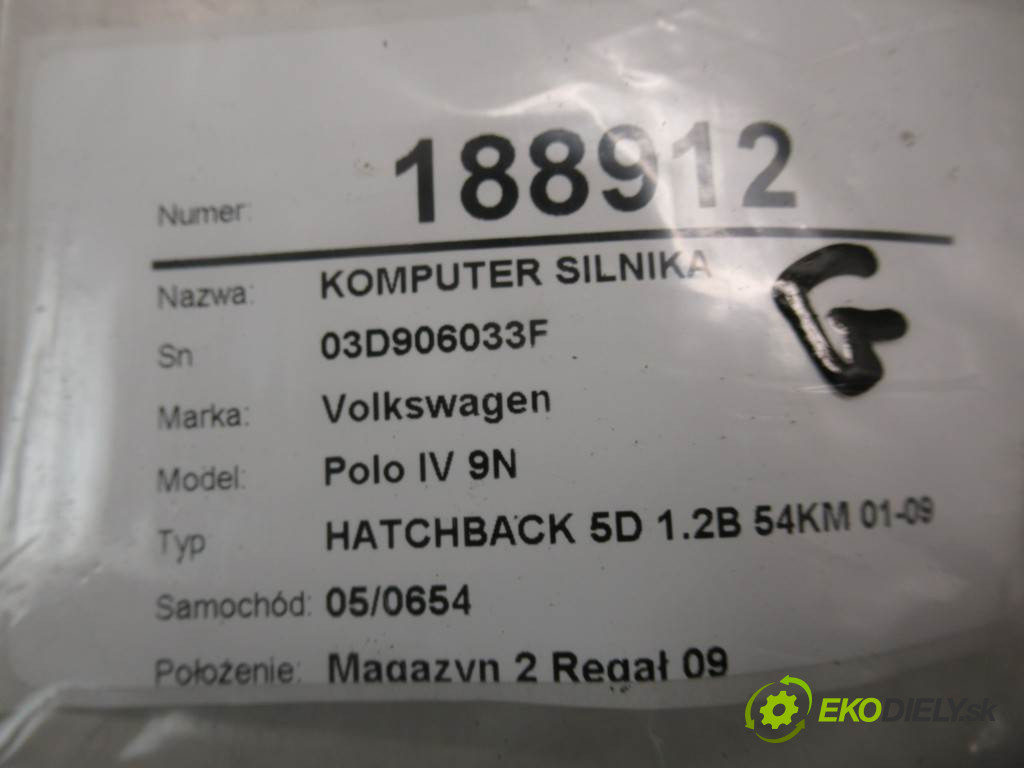 Numer: 188912
Nazwa: KOMPUTER SILNIKA
G
Sn 03D906033F
Marka: Volkswagen
Model: Polo IV 9N
Typ HATCHBACK 5D 1.2B 54KM 01-09
Samochód: 05/0654
Położenie: Magazyn 2 Regał 09
EKODIELY.sk